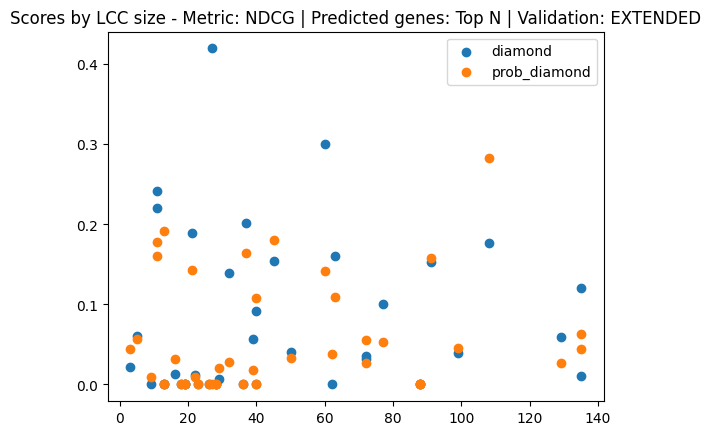 Scores by LCC size - Metric: NDCG | Predicted genes: Top N | Validation: EXTENDED
diamond
prob_diamond
0.4
0.3
0.2
0.1
0.0
0 20 40 60 80 100 120 140